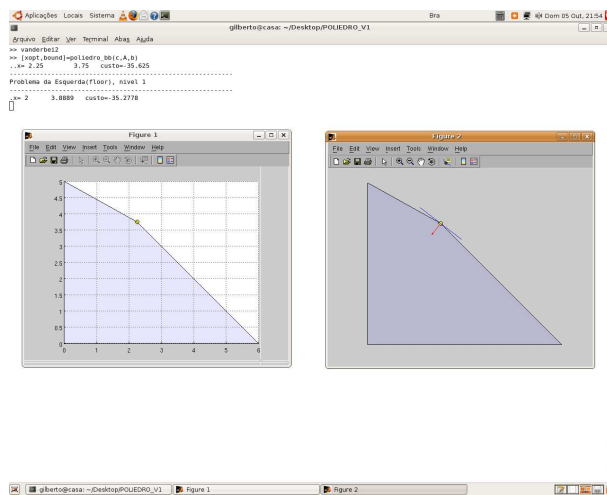 Aplicações Locais Sistema Bra Dom 05 Out, 21:54
gilberto@casa: ~/Desktop/POLIEDRO_V1
Arquivo Editar Ver Terminal Abas Ajuda
>> vanderbei2
>> [xopt,bound]=poliedro_bb(c,A,b)
..x= 2.25 3.75 custo=-35.625
------------------------------------------------------------
Problema da Esquerda(floor), nivel 1
------------------------------------------------------------
.x= 2 3.8889 custo=-35.2778
Figure 1
File Edit View Insert Tools Window Help
5
4.5
4
3.5
3
2.5
2
1.5
1
0.5
0
0 1 2 3 4 5 6
Figure 2
File Edit View Insert Tools Window Help
gilberto@casa: ~/Desktop/POLIEDRO_V1 Figure 1 Figure 2